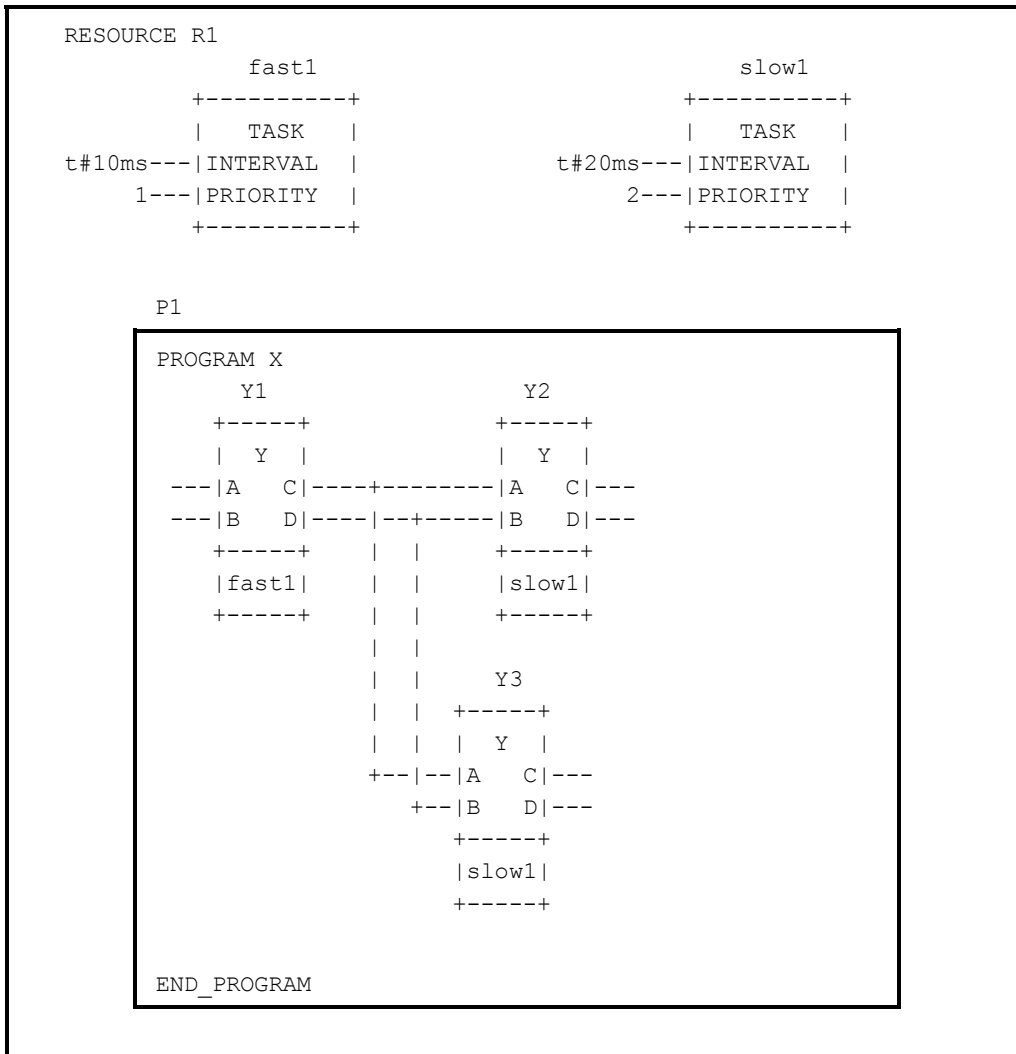 RESOURCE R1
fast1 slow1
+----------+ +----------+
| TASK | | TASK |
t#10ms---|INTERVAL | t#20ms---|INTERVAL |
1---|PRIORITY | 2---|PRIORITY |
+----------+ +----------+
P1
PROGRAM X
Y1 Y2
+-----+ +-----+
| Y | | Y |
---|A C|----+--------|A C|---
---|B D|----|--+-----|B D|---
+-----+ | | +-----+
|fast1| | | |slow1|
+-----+ | | +-----+
| |
| | Y3
| | +-----+
| | | Y |
+--|--|A C|---
+--|B D|---
+-----+
|slow1|
+-----+
END_PROGRAM